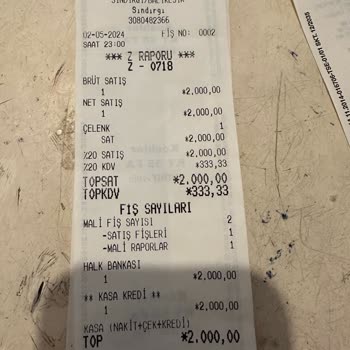 SINDIRGI/BALIKESİR
Sındırgı
3080482366
02-05-2024 FİŞ NO: 0002
SAAT 23:00
*** Z RAPORU ***
Z - 0718
BRÜT SATIŞ
1 *2.000,00
NET SATIŞ
1 *2.000,00
ÇELENK 1
SAT *2.000,00
%20 SATIŞ *2.000,00
%20 KDV *333,33
TOPSAT *2.000,00
TOPKDV *333,33
FİŞ SAYILARI
MALİ FİŞ SAYISI 2
-SATIŞ FİŞLERİ 1
-MALİ RAPORLAR 1
HALK BANKASI
1 *2.000,00
** KASA KREDİ **
1 *2.000,00
KASA (NAKİT+ÇEK+KREDİ)
TOP *2.000,00